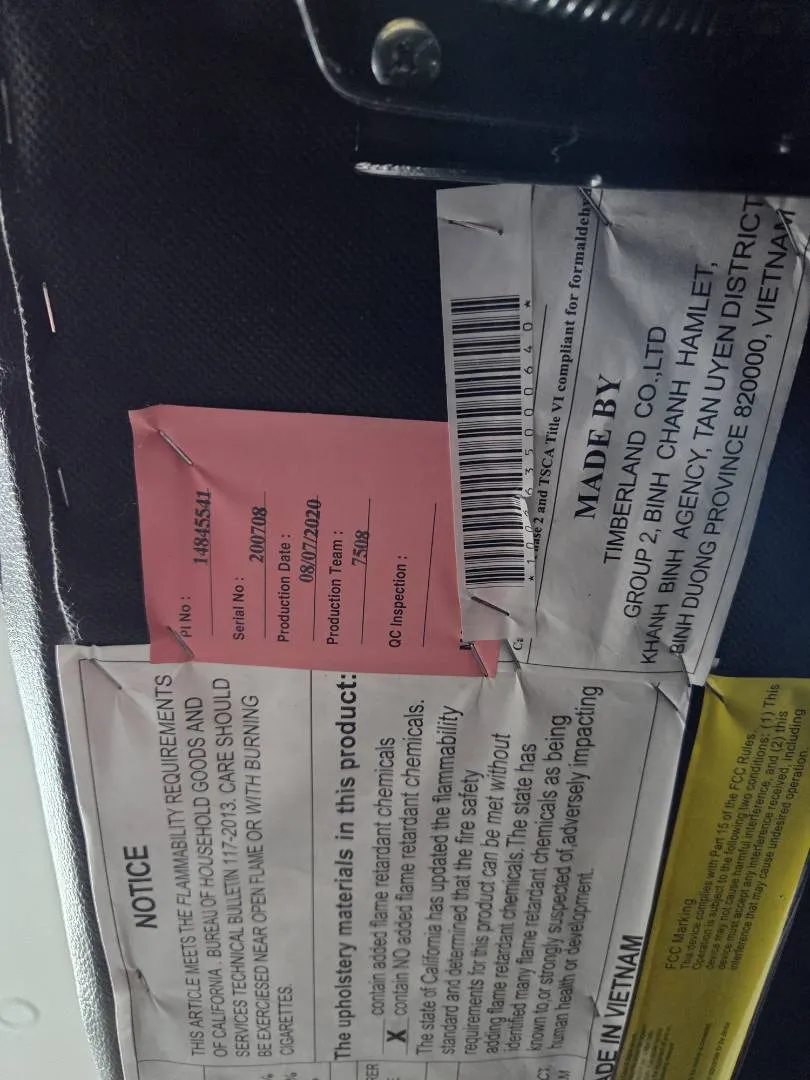 NOTICE
THIS ARTICLE MEETS THE FLAMMABILITY REQUIREMENTS
OF CALIFORNIA BUREAU OF HOUSEHOLD GOODS AND
SERVICES TECHNICAL BULLETIN 117-2013. CARE SHOULD
BE EXERCIESED NEAR OPEN FLAME OR WITH BURNING
CIGARETTES.
The upholstery materials in this product:
contain added flame retardant chemicals
X contain NO added flame retardant chemicals.
The state of California has updated the flammability
standard and determined that the fire safety
requirements for this product can be met without
adding flame retardant chemicals. The state has
identified many flame retardant chemicals as being
known to,or strongly suspected of,adversely impacting
human health or development.
ADE IN VIETNAM
PI No : 14845541
Serial No : 200708
Production Date :
08/07/2020
Production Team :
7508
QC Inspection :
2 and TSCA Title VI compliant for formaldehy
MADE BY
TIMBERLAND CO.,LTD
GROUP 2, BINH CHANH HAMLET,
KHANH BINH AGENCY, TAN UYEN DISTRICT
BINH DUONG PROVINCE 820000, VIETNAM
FCC Marking
This device complies with Part 15 of the FCC Rules.
Operation is subject to the following two conditions: (1) This
device may not cause harmful interference, and (2) this
device must accept any interference received, including
interference that may cause undesired operation.